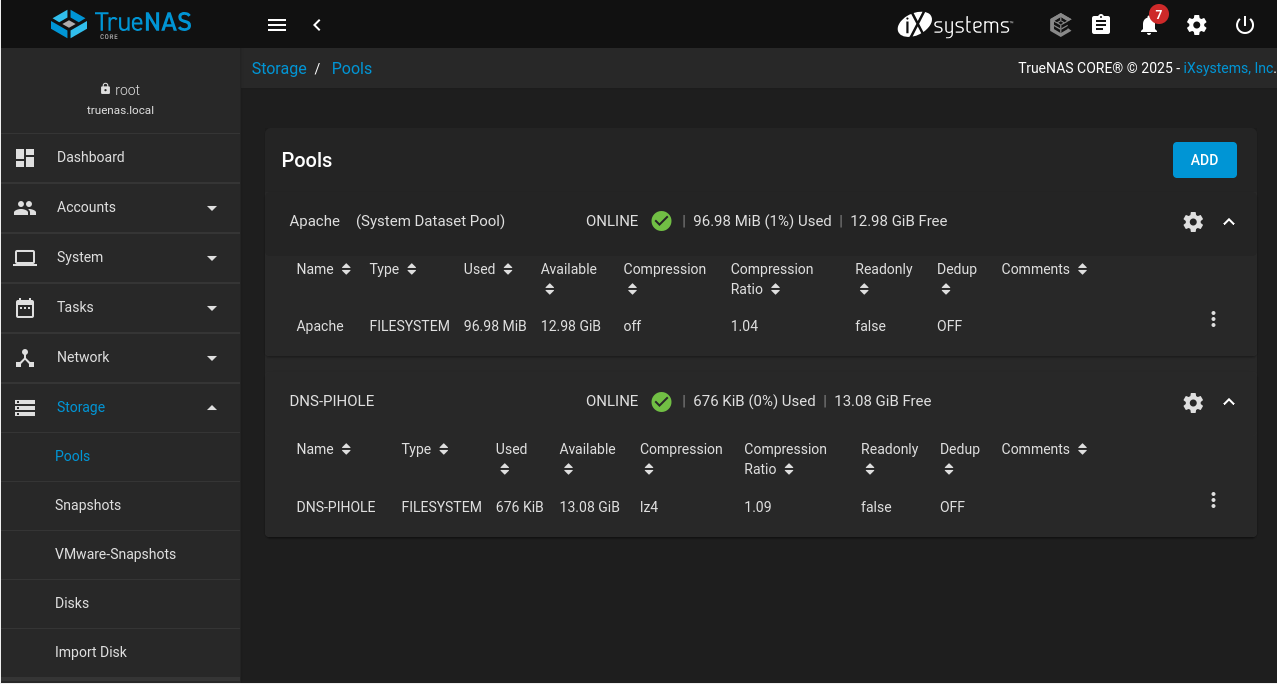 TrueNAS
CORE
iXsystems
7
root
truenas.local
Storage / Pools
TrueNAS CORE® © 2025 - iXsystems, Inc.
Dashboard
Accounts
System
Tasks
Network
Storage
Pools
Snapshots
VMware-Snapshots
Disks
Import Disk
Pools
ADD
Apache (System Dataset Pool) ONLINE | 96.98 MiB (1%) Used | 12.98 GiB Free
Name Type Used Available Compression Compression Ratio Readonly Dedup Comments
Apache FILESYSTEM 96.98 MiB 12.98 GiB off 1.04 false OFF
DNS-PIHOLE ONLINE | 676 KiB (0%) Used | 13.08 GiB Free
Name Type Used Available Compression Compression Ratio Readonly Dedup Comments
DNS-PIHOLE FILESYSTEM 676 KiB 13.08 GiB lz4 1.09 false OFF